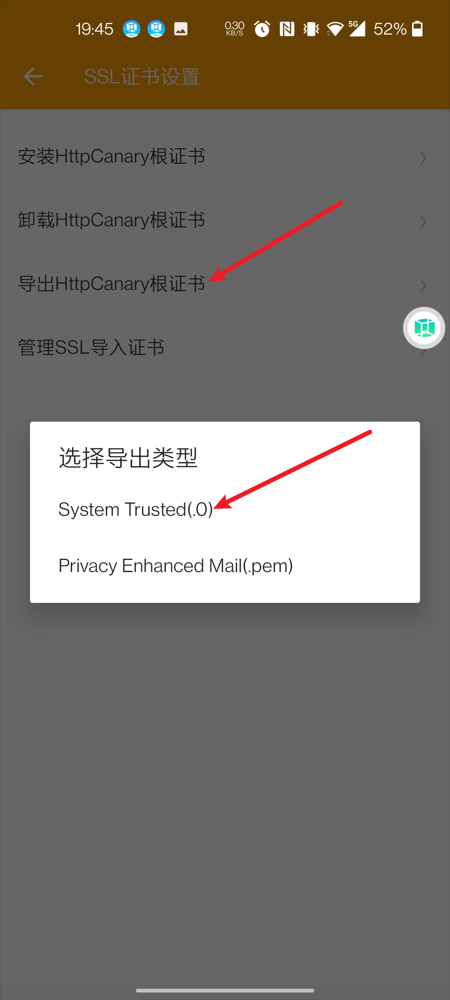 19:45 0.30 KB/S 5G 52%
SSL证书设置
安装HttpCanary根证书
卸载HttpCanary根证书
导出HttpCanary根证书
管理SSL导入证书
选择导出类型
System Trusted(.0)
Privacy Enhanced Mail(.pem)